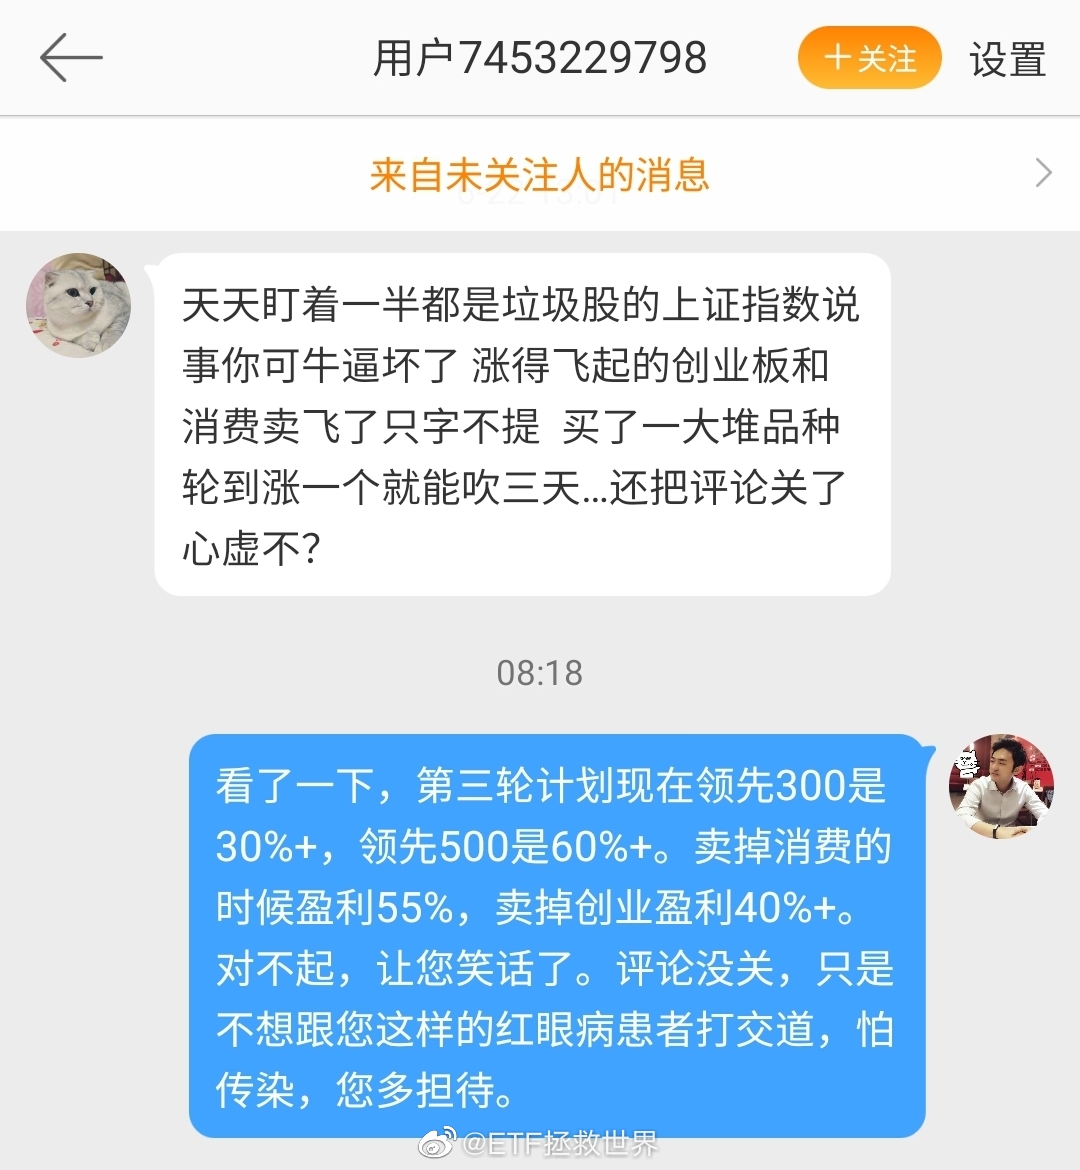 用户7453229798
+关注
设置
来自未关注人的消息
天天盯着一半都是垃圾股的上证指数说
事你可牛逼坏了 涨得飞起的创业板和
消费卖飞了只字不提 买了一大堆品种
轮到涨一个就能吹三天...还把评论关了
心虚不?
08:18
看了一下，第三轮计划现在领先300是
30%+，领先500是60%+。卖掉消费的
时候盈利55%，卖掉创业盈利40%+。
对不起，让您笑话了。评论没关，只是
不想跟您这样的红眼病患者打交道，怕
传染，您多担待。
@ETF拯救世界